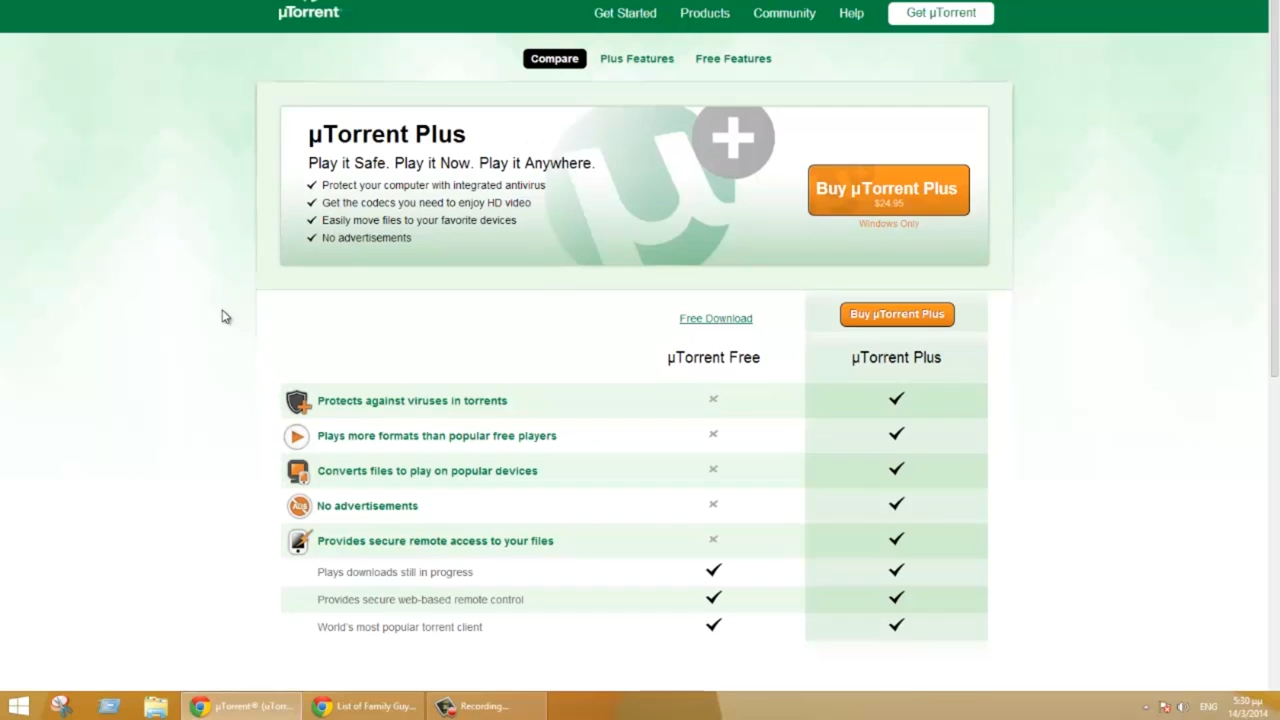 µTorrent
Get Started Products Community Help Get µTorrent
Compare Plus Features Free Features
µTorrent Plus
Play it Safe. Play it Now. Play it Anywhere.
Protect your computer with integrated antivirus
Get the codecs you need to enjoy HD video
Easily move files to your favorite devices
No advertisements
µ+
Buy µTorrent Plus
$24.95
Windows Only
Free Download Buy µTorrent Plus
µTorrent Free µTorrent Plus
Protects against viruses in torrents
Plays more formats than popular free players
Converts files to play on popular devices
ADS No advertisements
Provides secure remote access to your files
Plays downloads still in progress
Provides secure web-based remote control
World's most popular torrent client
µTorrent® (uTorr... List of Family Guy... Recording... ENG 5:30 μμ
14/3/2014